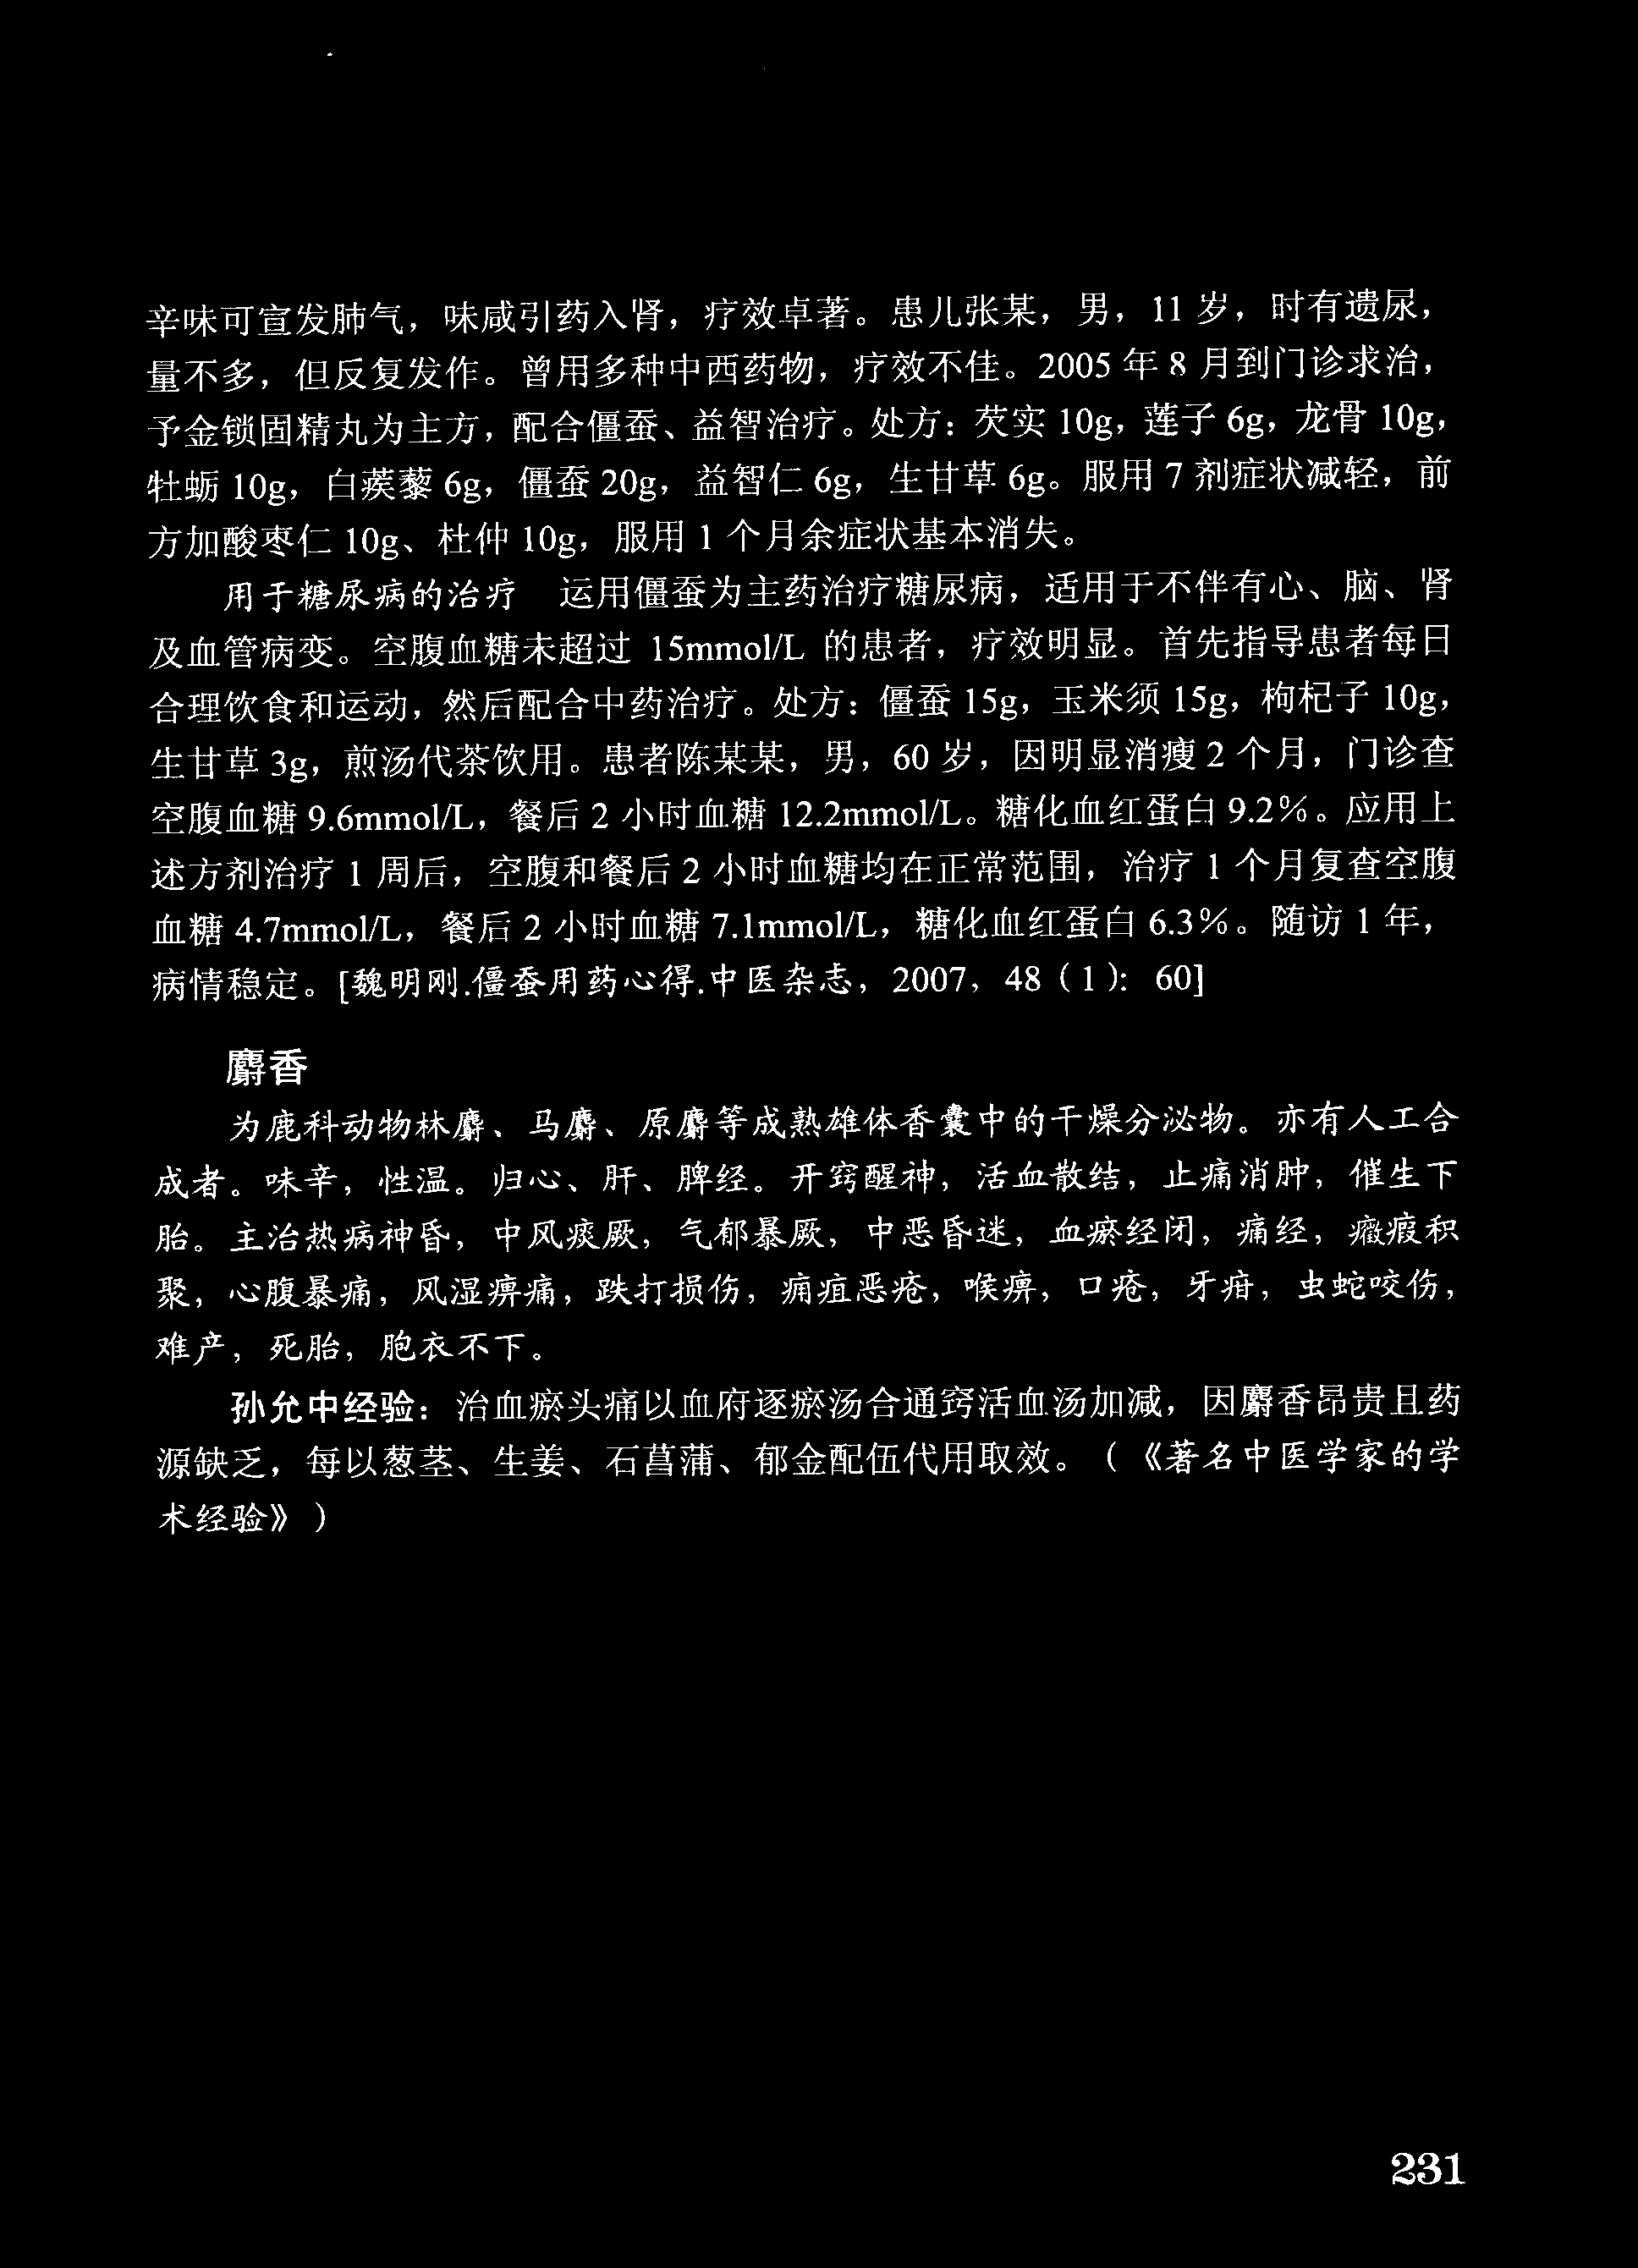 辛味可宣发肺气，味咸引药入肾，疗效卓著。患儿张某，男，11 岁，时有遗尿，
量不多，但反复发作。曾用多种中西药物，疗效不佳。2005 年 8 月到门诊求治，
予金锁固精丸为主方，配合僵蚕、益智治疗。处方：芡实 10g，莲子 6g，龙骨 10g，
牡蛎 10g，白蒺藜 6g，僵蚕 20g，益智仁 6g，生甘草 6g。服用 7 剂症状减轻，前
方加酸枣仁 10g、杜仲 10g，服用 1 个月余症状基本消失。
用于糖尿病的治疗　运用僵蚕为主药治疗糖尿病，适用于不伴有心、脑、肾
及血管病变。空腹血糖未超过 15mmol/L 的患者，疗效明显。首先指导患者每日
合理饮食和运动，然后配合中药治疗。处方：僵蚕 15g，玉米须 15g，枸杞子 10g，
生甘草 3g，煎汤代茶饮用。患者陈某某，男，60 岁，因明显消瘦 2 个月，门诊查
空腹血糖 9.6mmol/L，餐后 2 小时血糖 12.2mmol/L。糖化血红蛋白 9.2%。应用上
述方剂治疗 1 周后，空腹和餐后 2 小时血糖均在正常范围，治疗 1 个月复查空腹
血糖 4.7mmol/L，餐后 2 小时血糖 7.1mmol/L，糖化血红蛋白 6.3%。随访 1 年，
病情稳定。[魏明刚.僵蚕用药心得.中医杂志，2007，48（1）：60]
麝香
为鹿科动物林麝、马麝、原麝等成熟雄体香囊中的干燥分泌物。亦有人工合
成者。味辛，性温。归心、肝、脾经。开窍醒神，活血散结，止痛消肿，催生下
胎。主治热病神昏，中风痰厥，气郁暴厥，中恶昏迷，血瘀经闭，痛经，癥瘕积
聚，心腹暴痛，风湿痹痛，跌打损伤，痈疽恶疮，喉痹，口疮，牙疳，虫蛇咬伤，
难产，死胎，胞衣不下。
孙允中经验：治血瘀头痛以血府逐瘀汤合通窍活血汤加减，因麝香昂贵且药
源缺乏，每以葱茎、生姜、石菖蒲、郁金配伍代用取效。（《著名中医学家的学
术经验》）
231